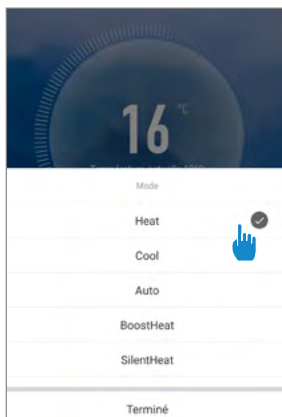 16 °C
Mode
Heat
Cool
Auto
BoostHeat
SilentHeat
Terminé